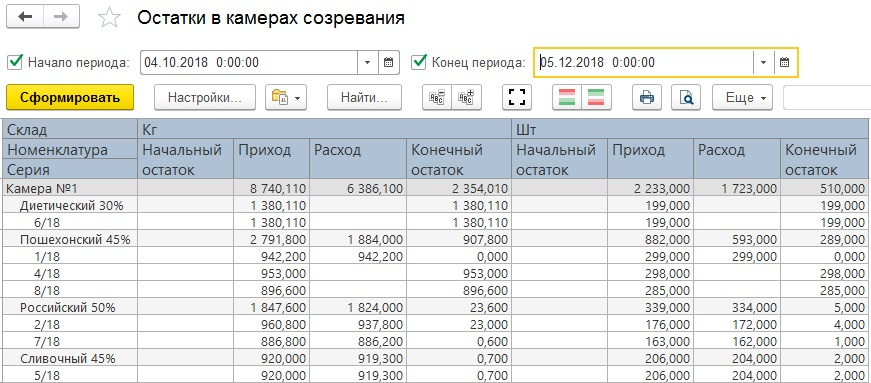 Остатки в камерах созревания
Начало периода: 04.10.2018 0:00:00 Конец периода: 05.12.2018 0:00:00
Сформировать Настройки... Найти... Еще
Склад Кг Шт
Номенклатура Начальный остаток Приход Расход Конечный остаток Начальный остаток Приход Расход Конечный остаток
Серия
Камера №1 8 740,110 6 386,100 2 354,010 2 233,000 1 723,000 510,000
Диетический 30% 1 380,110 1 380,110 199,000 199,000
6/18 1 380,110 1 380,110 199,000 199,000
Пошехонский 45% 2 791,800 1 884,000 907,800 882,000 593,000 289,000
1/18 942,200 942,200 0,000 299,000 299,000 0,000
4/18 953,000 953,000 298,000 298,000
8/18 896,600 896,600 285,000 285,000
Российский 50% 1 847,600 1 824,000 23,600 339,000 334,000 5,000
2/18 960,800 937,800 23,000 176,000 172,000 4,000
7/18 886,800 886,200 0,600 163,000 162,000 1,000
Сливочный 45% 920,000 919,300 0,700 206,000 204,000 2,000
5/18 920,000 919,300 0,700 206,000 204,000 2,000